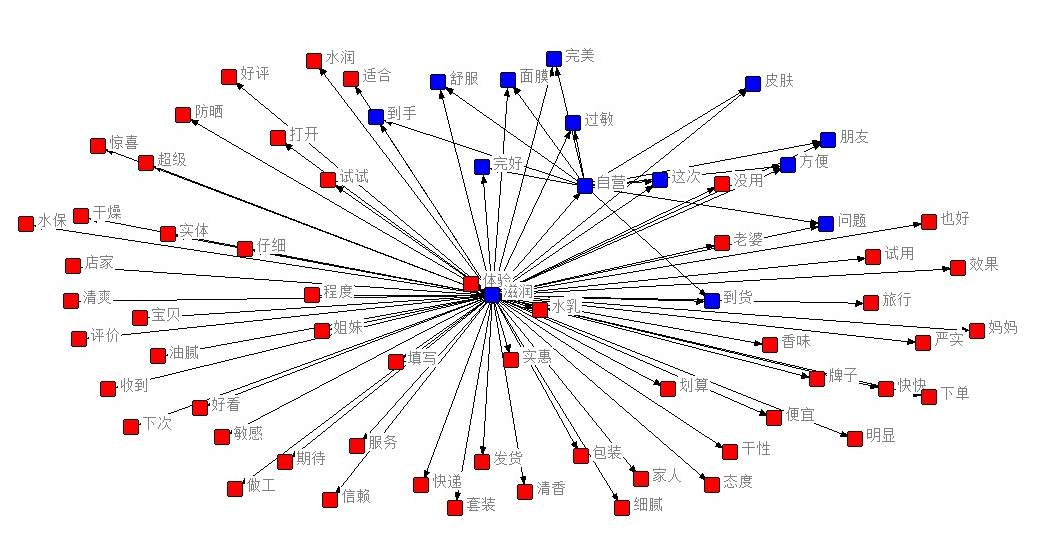 完美
水润
好评
适合
舒服
面膜
皮肤
防晒
到手
过敏
打开
朋友
惊喜
超级
完好
方便
试试
自营
这次
没用
干燥
水保
实体
问题
也好
仔细
老婆
试用
店家
效果
体验
清爽
程度
滋润
到货
旅行
水乳
宝贝
姐妹
妈妈
评价
香味
严实
油腻
填写
实惠
收到
划算
牌子
快快
下单
好看
下次
便宜
敏感
服务
明显
期待
发货
包装
干性
做工
信赖
快递
套装
清香
家人
细腻
态度